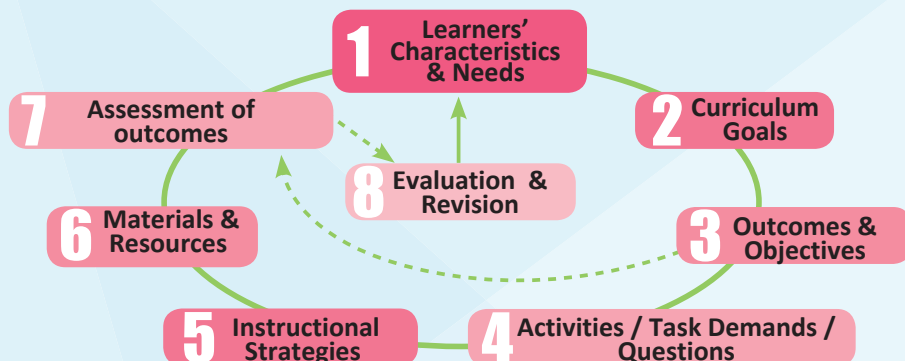 1 Learners’
Characteristics
& Needs
2 Curriculum
Goals
3 Outcomes &
Objectives
4 Activities / Task Demands /
Questions
5 Instructional
Strategies
6 Materials &
Resources
7 Assessment of
outcomes
8 Evaluation &
Revision